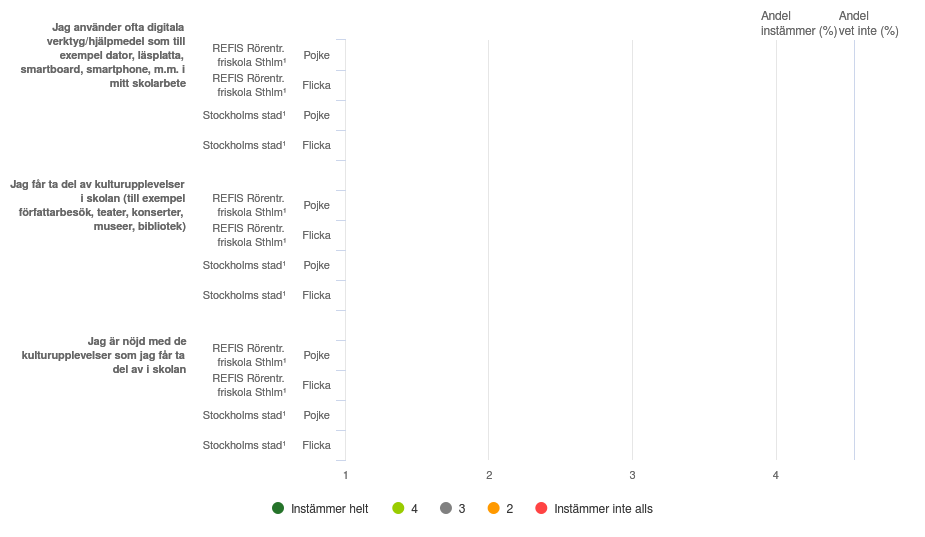 Andel
instämmer (%)
Andel
vet inte (%)
Jag använder ofta digitala
verktyg/hjälpmedel som till
exempel dator, läsplatta,
smartboard, smartphone, m.m. i
mitt skolarbete
REFIS Rörentr.
friskola Sthlm¹
Pojke
REFIS Rörentr.
friskola Sthlm¹
Flicka
Stockholms stad¹ Pojke
Stockholms stad¹ Flicka
Jag får ta del av kulturupplevelser
i skolan (till exempel
författarbesök, teater, konserter,
museer, bibliotek)
REFIS Rörentr.
friskola Sthlm¹
Pojke
REFIS Rörentr.
friskola Sthlm¹
Flicka
Stockholms stad¹ Pojke
Stockholms stad¹ Flicka
Jag är nöjd med de
kulturupplevelser som jag får ta
del av i skolan
REFIS Rörentr.
friskola Sthlm¹
Pojke
REFIS Rörentr.
friskola Sthlm¹
Flicka
Stockholms stad¹ Pojke
Stockholms stad¹ Flicka
1 2 3 4
Instämmer helt 4 3 2 Instämmer inte alls